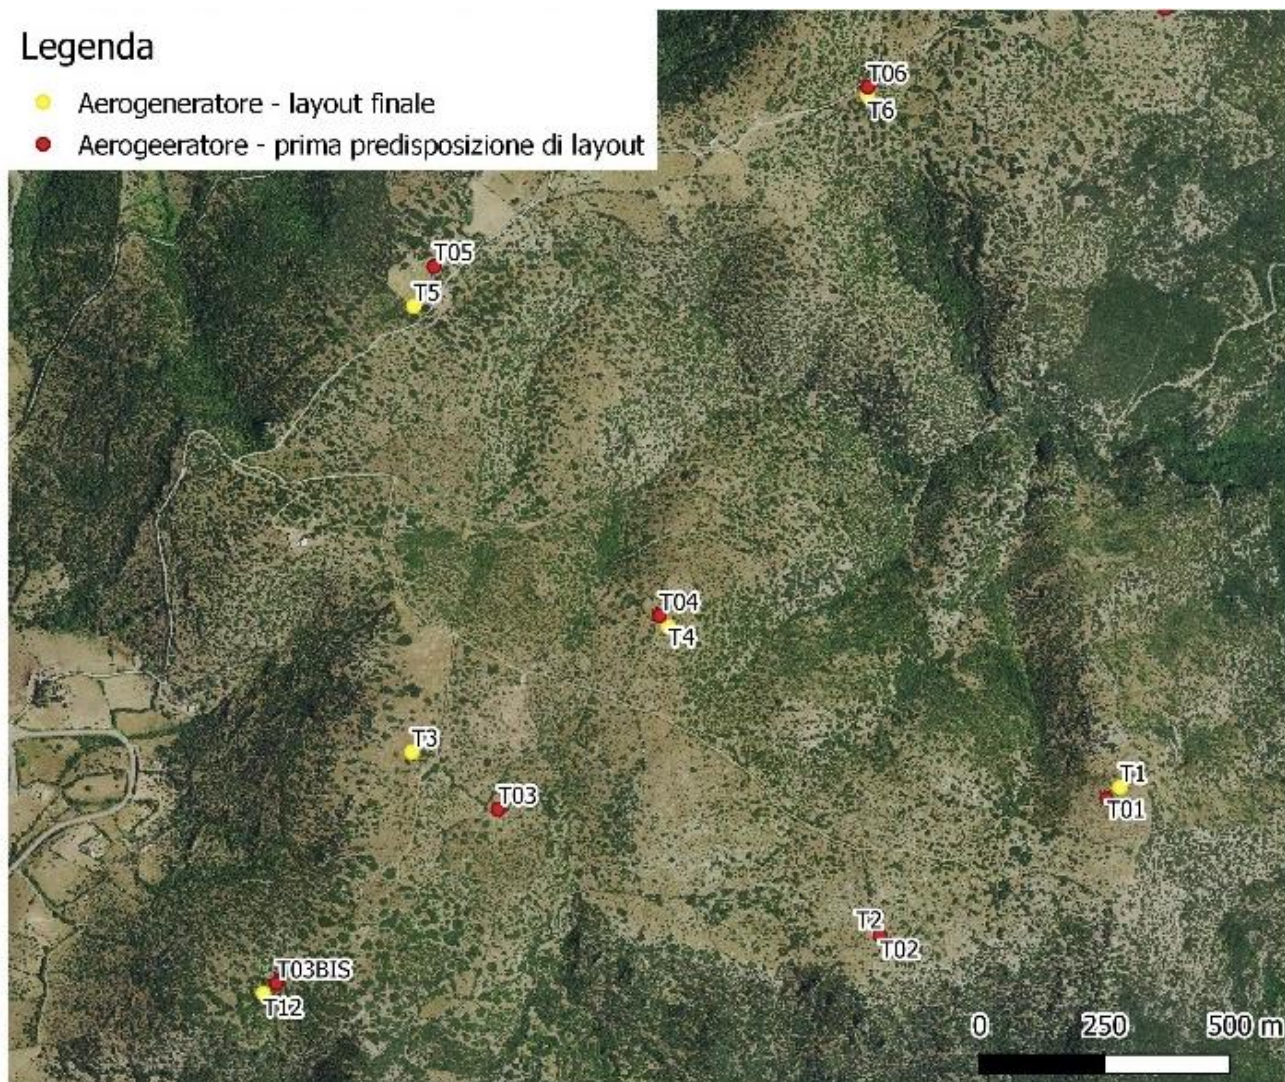 Legenda
Aerogeneratore - layout finale
Aerogeeratore - prima predisposizione di layout
T06
T6
T05
T5
T04
T4
T3
T03
T1
T01
T2
T02
T03BIS
T12
0 250 500 m